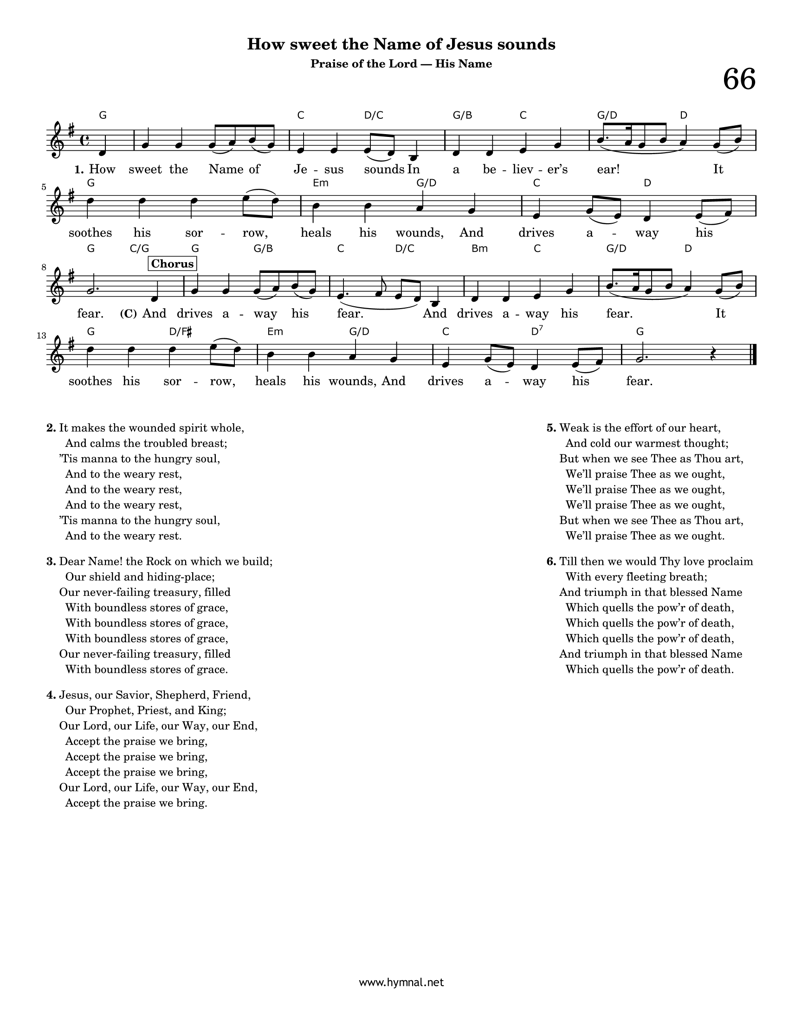 How sweet the Name of Jesus sounds
Praise of the Lord — His Name
66
G C D/C G/B C G/D D
1. How sweet the Name of Je - sus sounds In a be - liev - er's ear! It
5
G Em G/D C D
soothes his sor - row, heals his wounds, And drives a - way his
8
G C/G G G/B C D/C Bm C G/D D
Chorus
fear. (C) And drives a - way his fear. And drives a - way his fear. It
13
G D/F♯ Em G/D C D7 G
soothes his sor - row, heals his wounds, And drives a - way his fear.
2. It makes the wounded spirit whole,
And calms the troubled breast;
'Tis manna to the hungry soul,
And to the weary rest,
And to the weary rest,
And to the weary rest,
'Tis manna to the hungry soul,
And to the weary rest.
3. Dear Name! the Rock on which we build;
Our shield and hiding-place;
Our never-failing treasury, filled
With boundless stores of grace,
With boundless stores of grace,
With boundless stores of grace,
Our never-failing treasury, filled
With boundless stores of grace.
4. Jesus, our Savior, Shepherd, Friend,
Our Prophet, Priest, and King;
Our Lord, our Life, our Way, our End,
Accept the praise we bring,
Accept the praise we bring,
Accept the praise we bring,
Our Lord, our Life, our Way, our End,
Accept the praise we bring.
5. Weak is the effort of our heart,
And cold our warmest thought;
But when we see Thee as Thou art,
We'll praise Thee as we ought,
We'll praise Thee as we ought,
We'll praise Thee as we ought,
But when we see Thee as Thou art,
We'll praise Thee as we ought.
6. Till then we would Thy love proclaim
With every fleeting breath;
And triumph in that blessed Name
Which quells the pow'r of death,
Which quells the pow'r of death,
Which quells the pow'r of death,
And triumph in that blessed Name
Which quells the pow'r of death.
www.hymnal.net